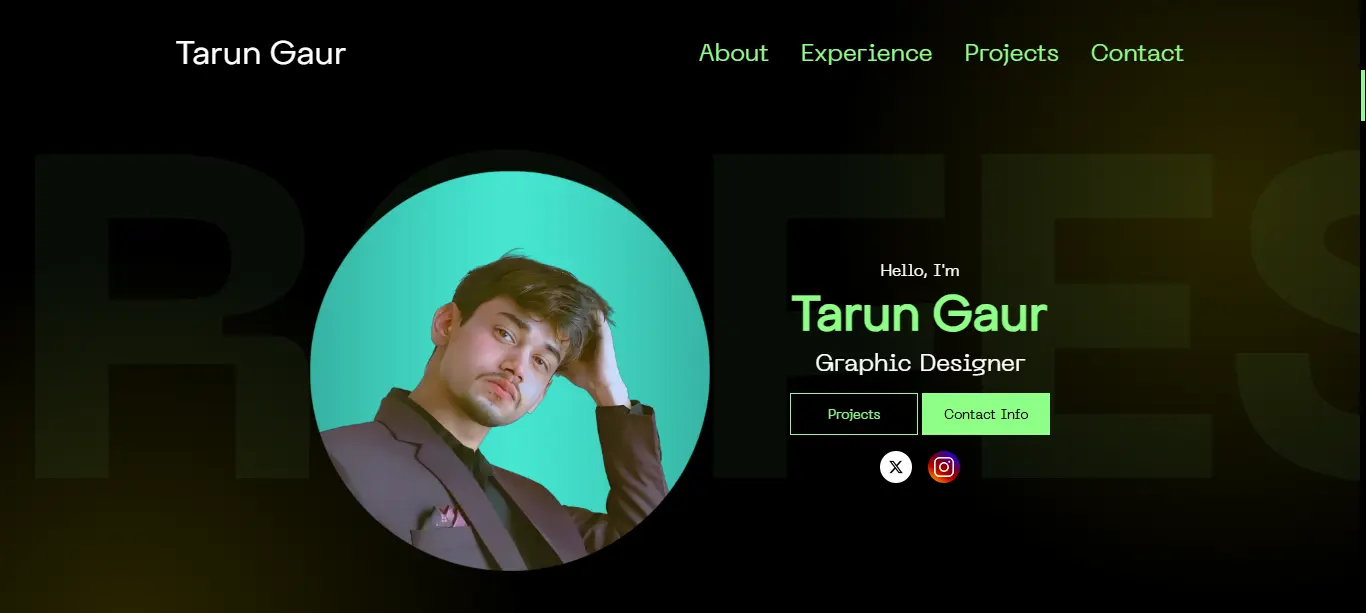 Tarun Gaur
About Experience Projects Contact
ROFES
Hello, I'm
Tarun Gaur
Graphic Designer
Projects Contact Info
X